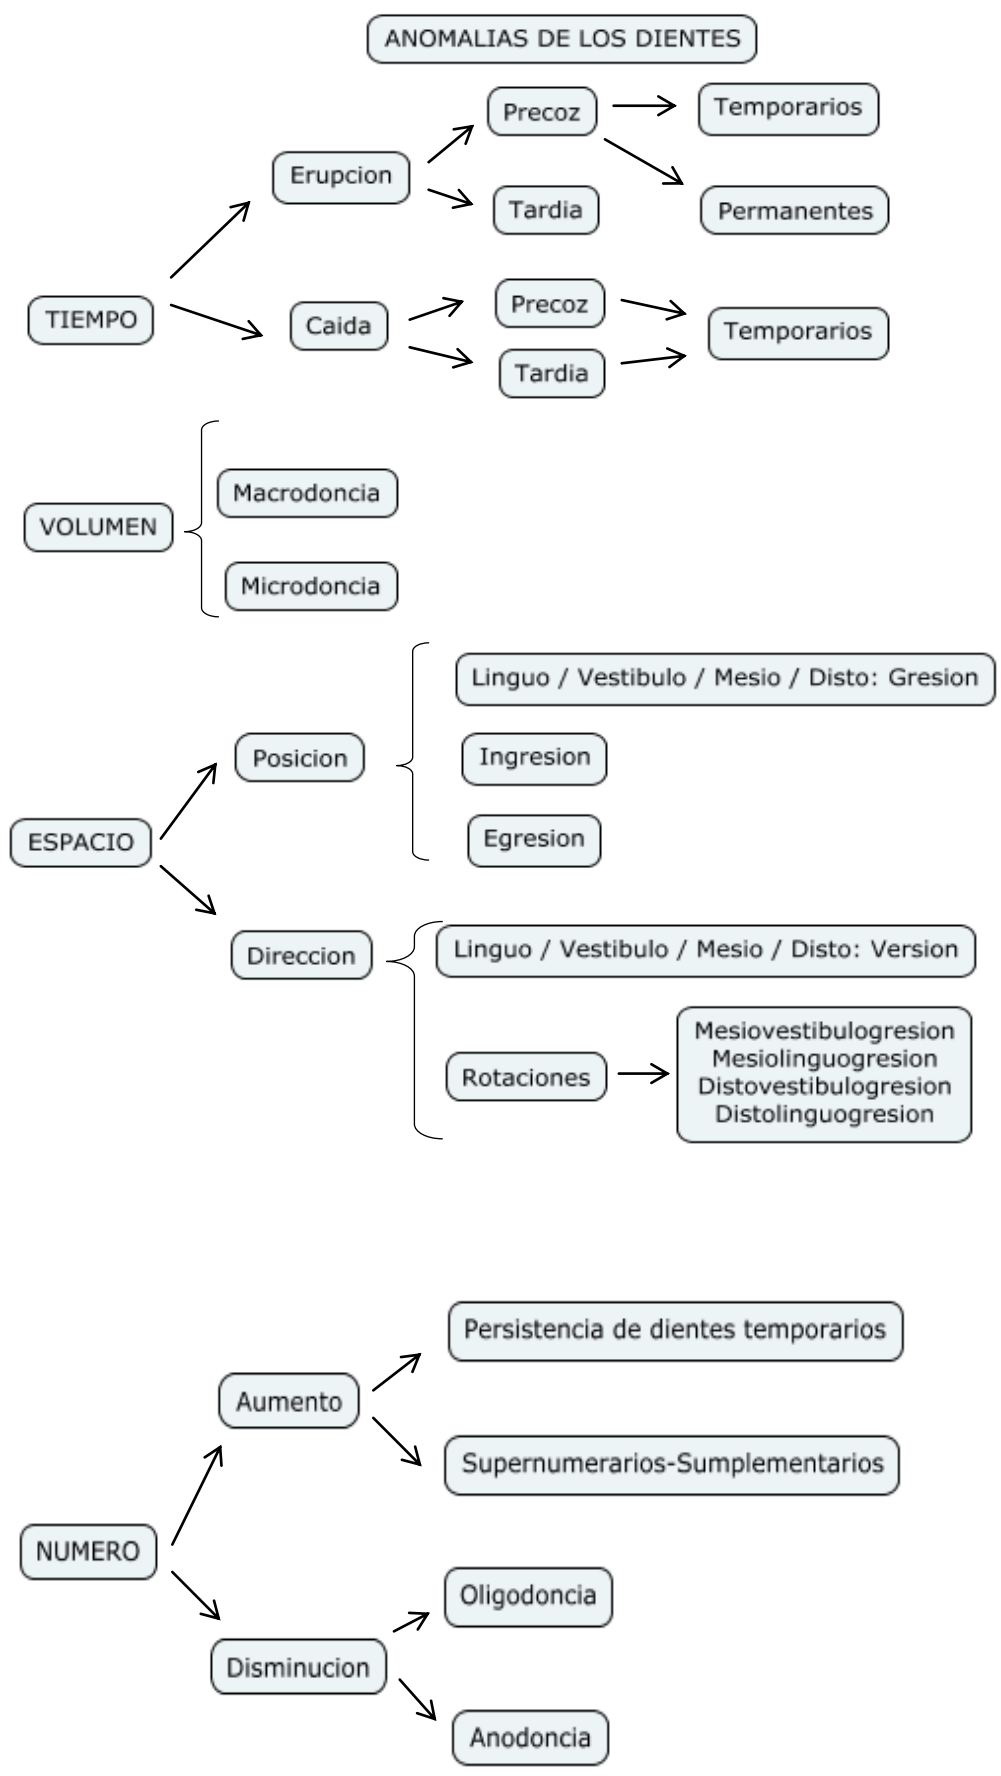 ANOMALIAS DE LOS DIENTES
Precoz
Temporarios
Erupcion
Tardia
Permanentes
TIEMPO
Caida
Precoz
Temporarios
Tardia
Macrodoncia
VOLUMEN
Microdoncia
Linguo / Vestibulo / Mesio / Disto: Gresion
Posicion
Ingresion
Egresion
ESPACIO
Direccion
Linguo / Vestibulo / Mesio / Disto: Version
Rotaciones
Mesiovestibulogresion
Mesiolinguogresion
Distovestibulogresion
Distolinguogresion
Persistencia de dientes temporarios
Aumento
Supernumerarios-Sumplementarios
NUMERO
Oligodoncia
Disminucion
Anodoncia